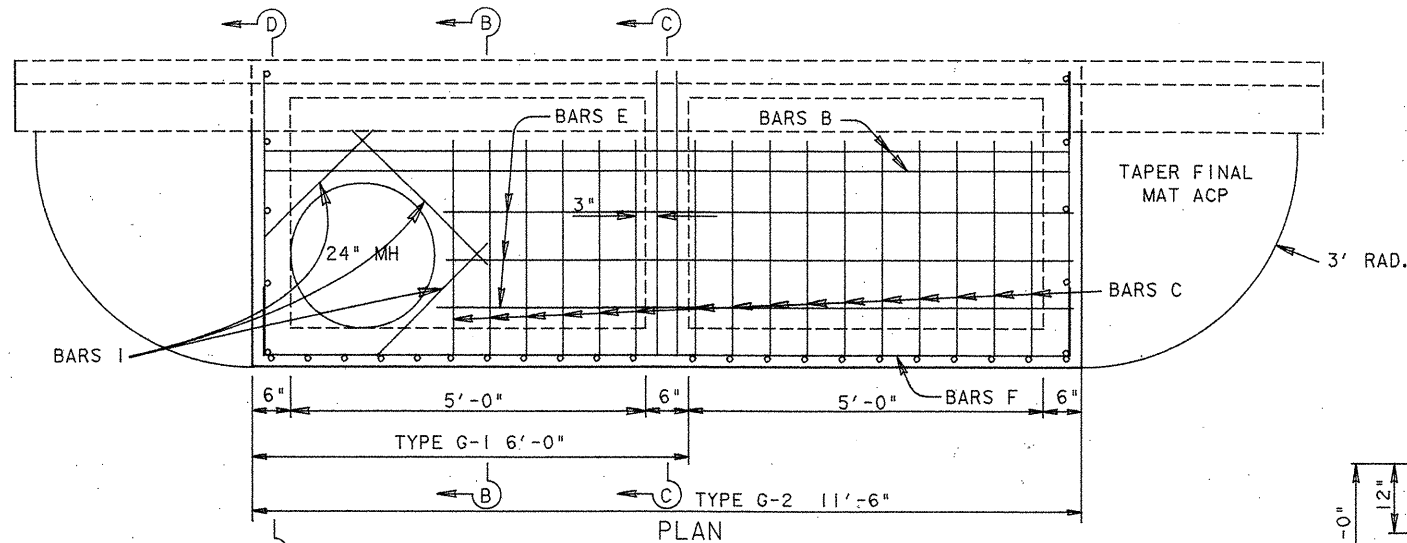 D B C
BARS E
BARS B
TAPER FINAL
MAT ACP
3"
24" MH
3' RAD.
BARS C
BARS I
6" 5'-0" 6" 5'-0" 6"
BARS F
TYPE G-1 6'-0"
B C
TYPE G-2 11'-6"
PLAN
12"
-0"